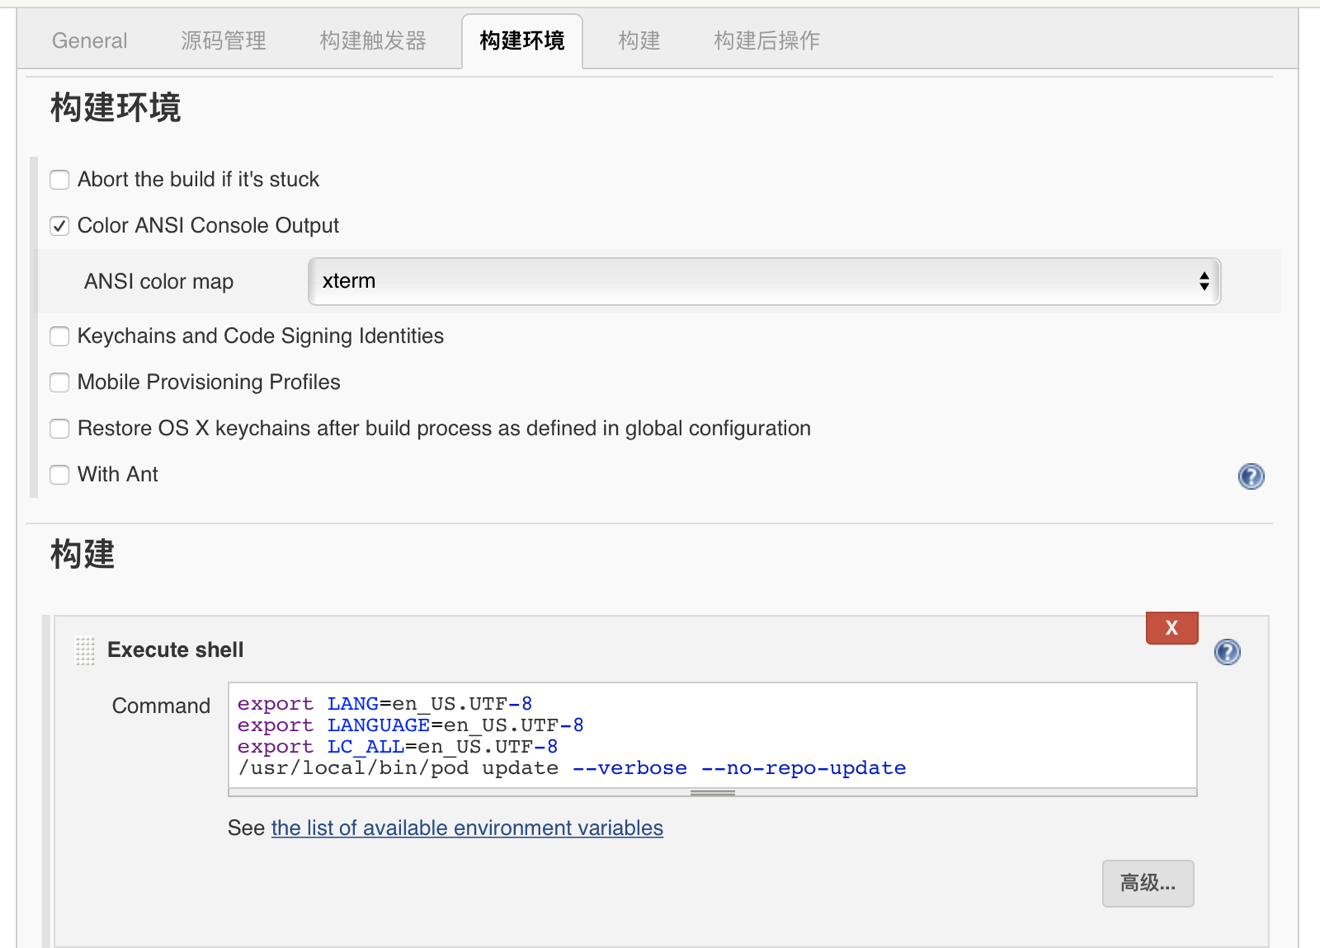 General 源码管理 构建触发器 构建环境 构建 构建后操作
构建环境
Abort the build if it's stuck
Color ANSI Console Output
ANSI color map xterm
Keychains and Code Signing Identities
Mobile Provisioning Profiles
Restore OS X keychains after build process as defined in global configuration
With Ant ?
构建
X
Execute shell ?
Command
export LANG=en_US.UTF-8
export LANGUAGE=en_US.UTF-8
export LC_ALL=en_US.UTF-8
/usr/local/bin/pod update --verbose --no-repo-update
See the list of available environment variables
高级...